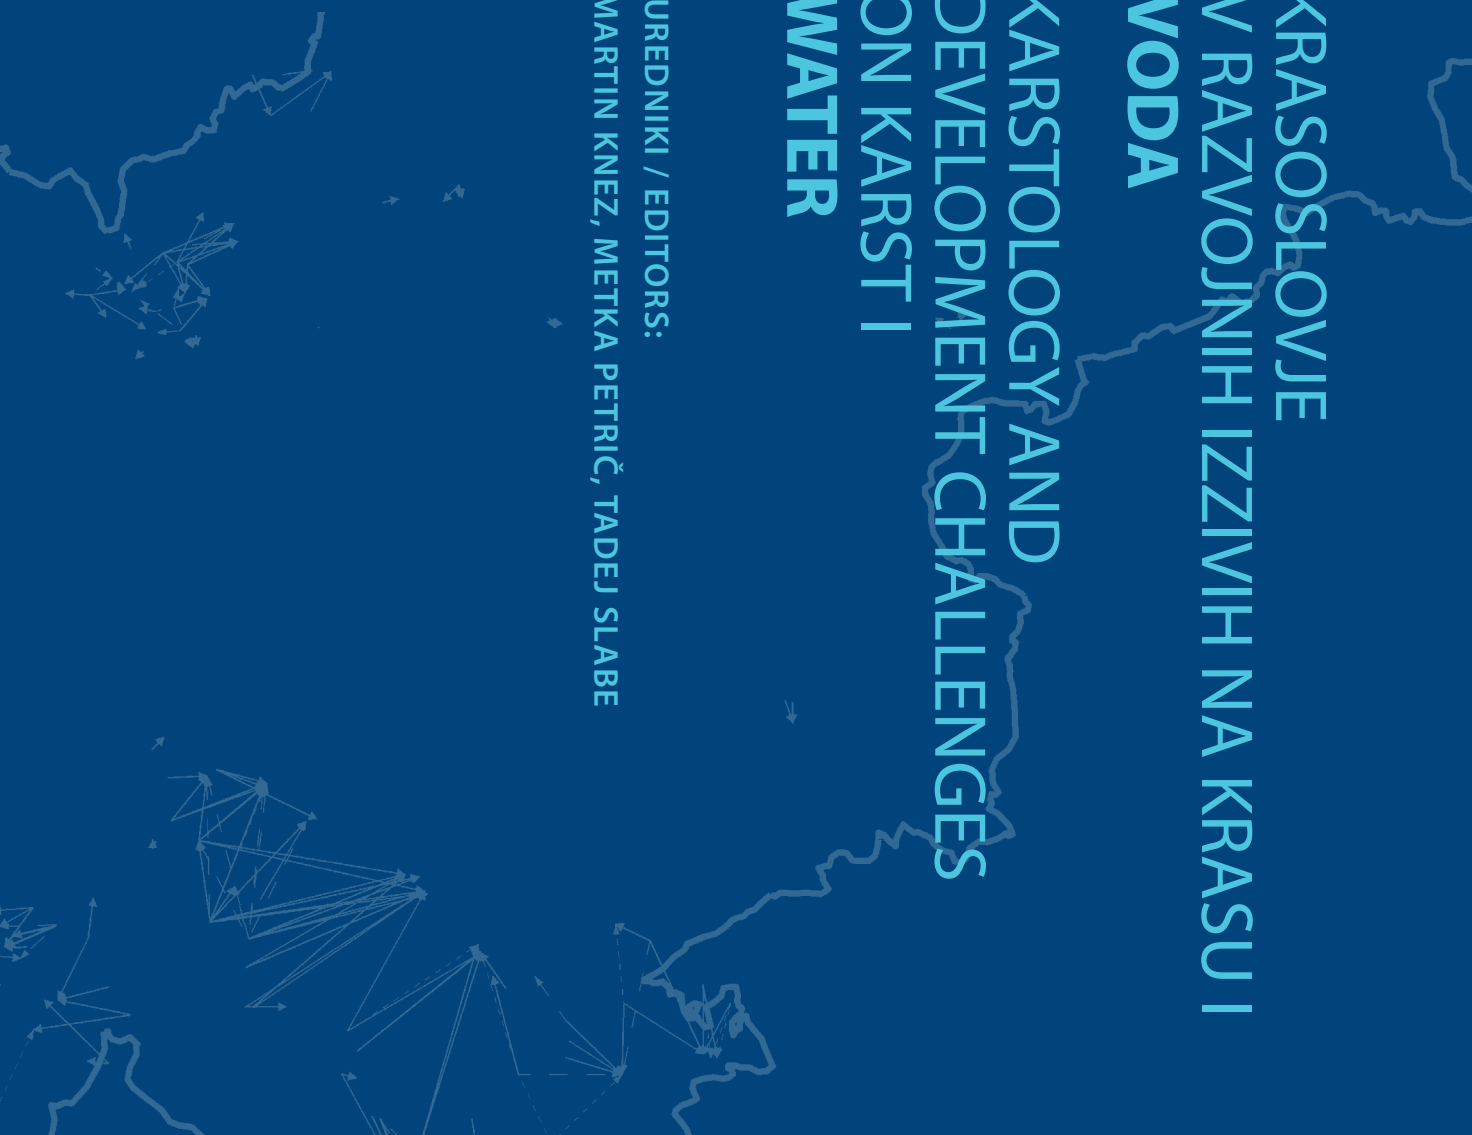 KRASOSLOVJE
V RAZVOJNIH IZZIVIH NA KRASU I
VODA
KARSTOLOGY AND
DEVELOPMENT CHALLENGES
ON KARST I
WATER
UREDNIKI / EDITORS:
MARTIN KNEZ, METKA PETRIČ, TADEJ SLABE